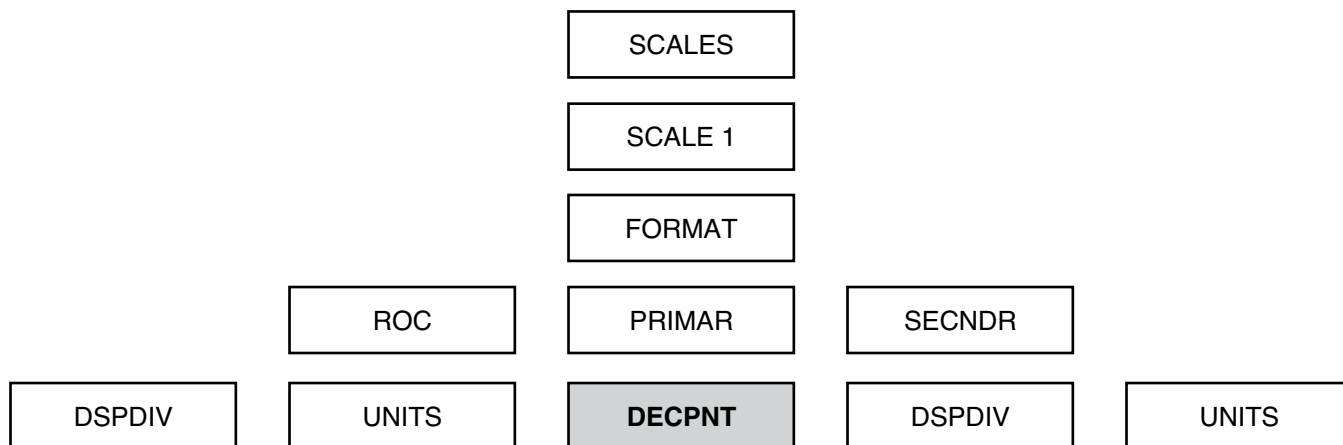 SCALES
SCALE 1
FORMAT
ROC PRIMAR SECNDR
DSPDIV UNITS DECPNT DSPDIV UNITS